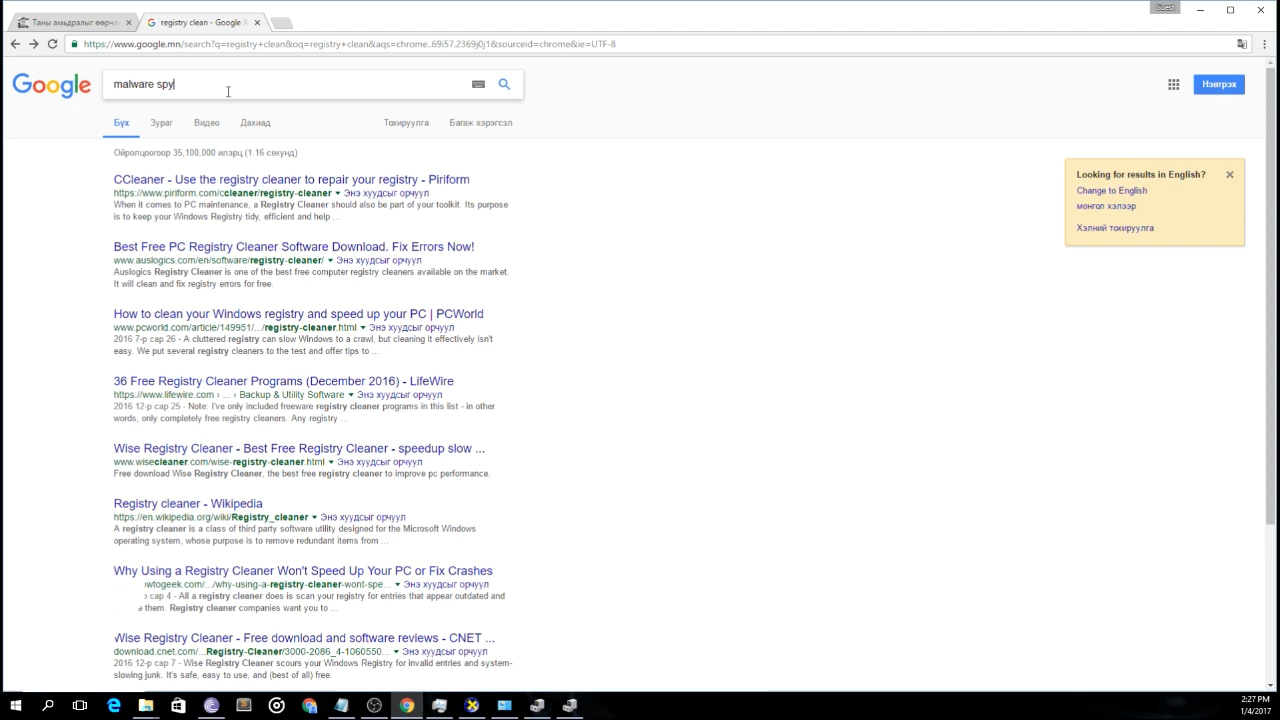 Guest
Таны амьдралыг өөрчл
registry clean - Google
https://www.google.mn/search?q=registry+clean&oq=registry+clean&aqs=chrome..69i57.2369j0j1&sourceid=chrome&ie=UTF-8
Google
malware spy
Нэвтрэх
Бүх Зураг Видео Дахиад Тохируулга Багаж хэрэгсэл
Ойролцоогоор 35,100,000 илэрц (1.16 секунд)
Looking for results in English?
Change to English
монгол хэлээр
Хэлний тохируулга
CCleaner - Use the registry cleaner to repair your registry - Piriform
https://www.piriform.com/ccleaner/registry-cleaner Энэ хуудсыг орчуул
When it comes to PC maintenance, a Registry Cleaner should also be part of your toolkit. Its purpose
is to keep your Windows Registry tidy, efficient and help ...
Best Free PC Registry Cleaner Software Download. Fix Errors Now!
www.auslogics.com/en/software/registry-cleaner/ Энэ хуудсыг орчуул
Auslogics Registry Cleaner is one of the best free computer registry cleaners available on the market.
It will clean and fix registry errors for free.
How to clean your Windows registry and speed up your PC | PCWorld
www.pcworld.com/article/149951/.../registry-cleaner.html Энэ хуудсыг орчуул
2016 7-р сар 26 - A cluttered registry can slow Windows to a crawl, but cleaning it effectively isn't
easy. We put several registry cleaners to the test and offer tips to ...
36 Free Registry Cleaner Programs (December 2016) - LifeWire
https://www.lifewire.com › ... › Backup & Utility Software Энэ хуудсыг орчуул
2016 12-р сар 25 - Note: I've only included freeware registry cleaner programs in this list - in other
words, only completely free registry cleaners. Any registry ...
Wise Registry Cleaner - Best Free Registry Cleaner - speedup slow ...
www.wisecleaner.com/wise-registry-cleaner.html Энэ хуудсыг орчуул
Free download Wise Registry Cleaner, the best free registry cleaner to improve pc performance.
Registry cleaner - Wikipedia
https://en.wikipedia.org/wiki/Registry_cleaner Энэ хуудсыг орчуул
A registry cleaner is a class of third party software utility designed for the Microsoft Windows
operating system, whose purpose is to remove redundant items from ...
Why Using a Registry Cleaner Won't Speed Up Your PC or Fix Crashes
owtogeek.com/.../why-using-a-registry-cleaner-wont-spe... Энэ хуудсыг орчуул
сар 4 - All a registry cleaner does is scan your registry for entries that appear outdated and
e them. Registry cleaner companies want you to ...
Wise Registry Cleaner - Free download and software reviews - CNET ...
download.cnet.com/...Registry-Cleaner/3000-2086_4-1060550... Энэ хуудсыг орчуул
2016 12-р сар 7 - Wise Registry Cleaner scours your Windows Registry for invalid entries and system-
slowing junk. It's safe, easy to use, and (best of all) free.
2:27 PM
1/4/2017